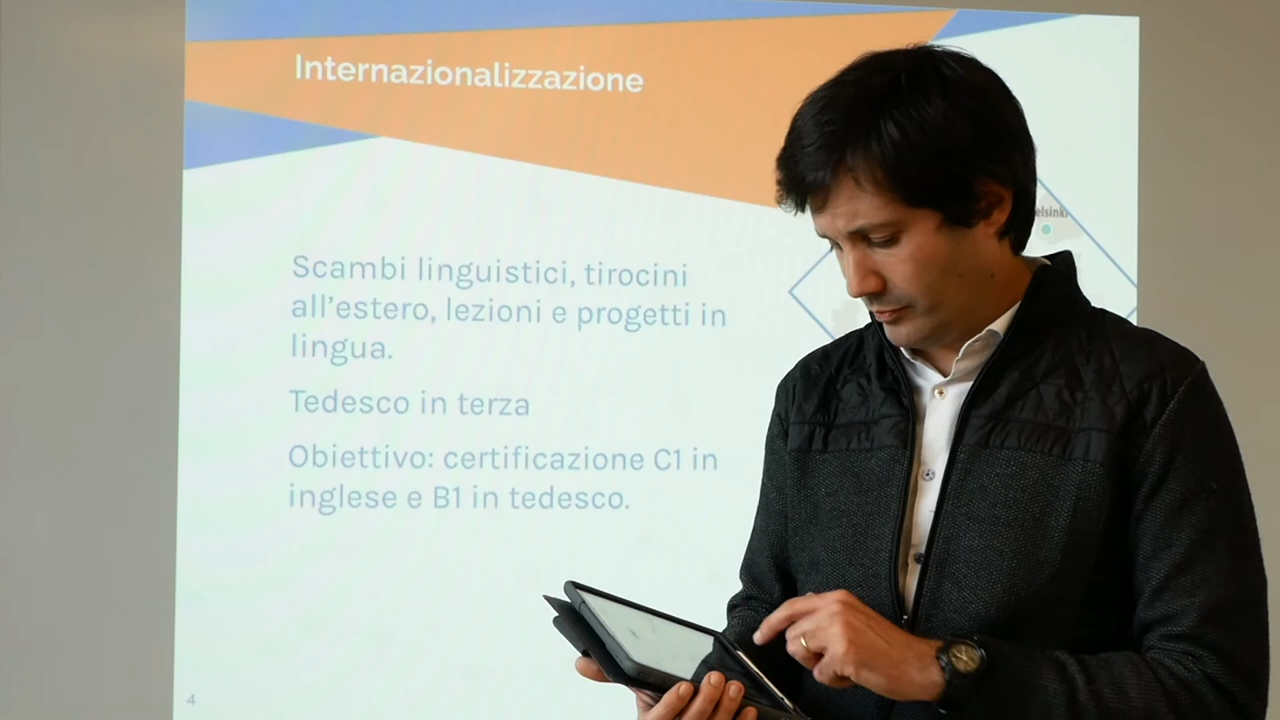 Internazionalizzazione
elsinki
Scambi linguistici, tirocini
all'estero, lezioni e progetti in
lingua.
Tedesco in terza
Obiettivo: certificazione C1 in
inglese e B1 in tedesco.
4